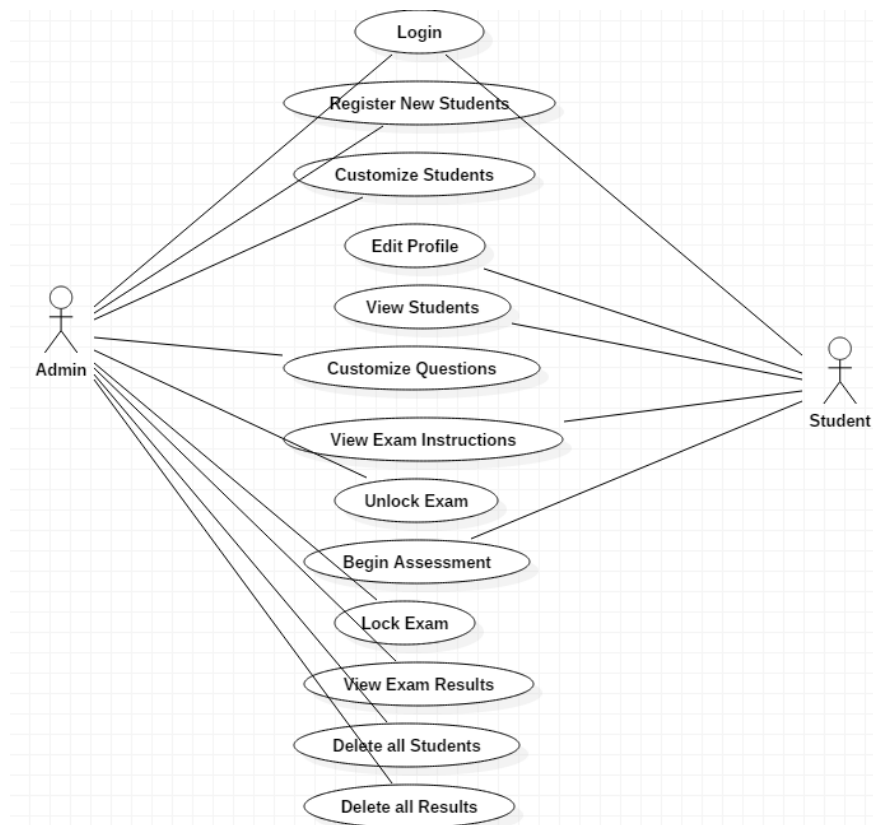 Login
Register New Students
Customize Students
Edit Profile
View Students
Admin
Customize Questions
Student
View Exam Instructions
Unlock Exam
Begin Assessment
Lock Exam
View Exam Results
Delete all Students
Delete all Results